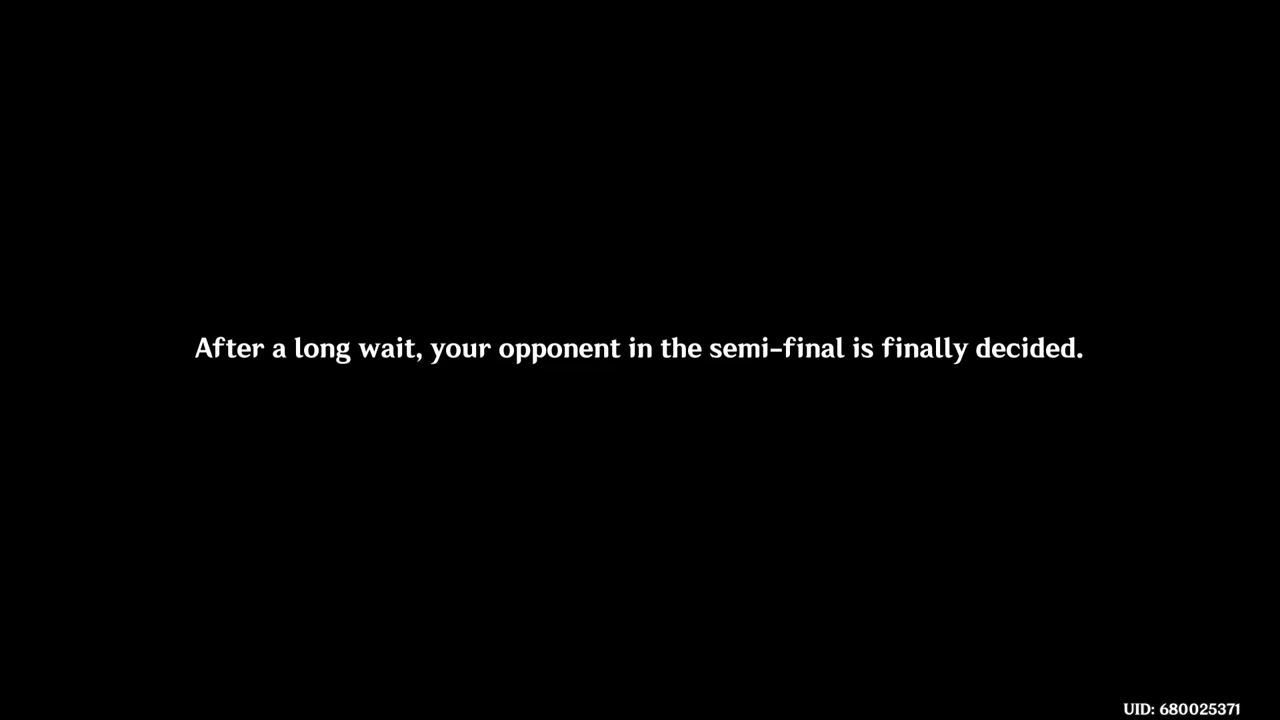 After a long wait, your opponent in the semi-final is finally decided.
UID: 680025371